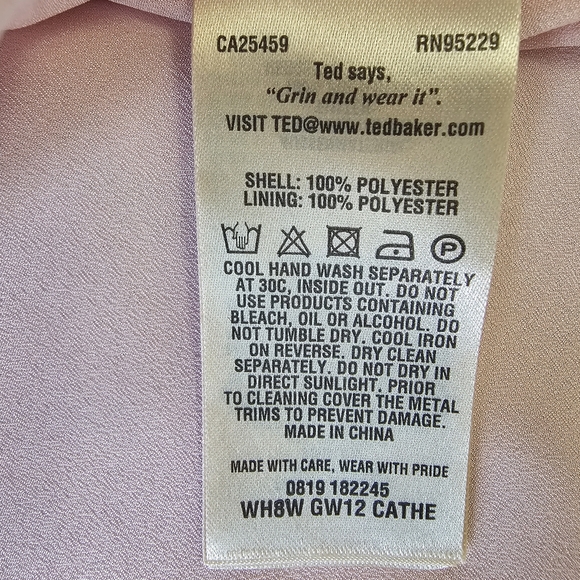 CA25459 RN95229
Ted says,
“Grin and wear it”.
VISIT TED@www.tedbaker.com
SHELL: 100% POLYESTER
LINING: 100% POLYESTER
P
COOL HAND WASH SEPARATELY
AT 30C, INSIDE OUT. DO NOT
USE PRODUCTS CONTAINING
BLEACH, OIL OR ALCOHOL. DO
NOT TUMBLE DRY. COOL IRON
ON REVERSE. DRY CLEAN
SEPARATELY. DO NOT DRY IN
DIRECT SUNLIGHT. PRIOR
TO CLEANING COVER THE METAL
TRIMS TO PREVENT DAMAGE.
MADE IN CHINA
MADE WITH CARE, WEAR WITH PRIDE
0819 182245
WH8W GW12 CATHE